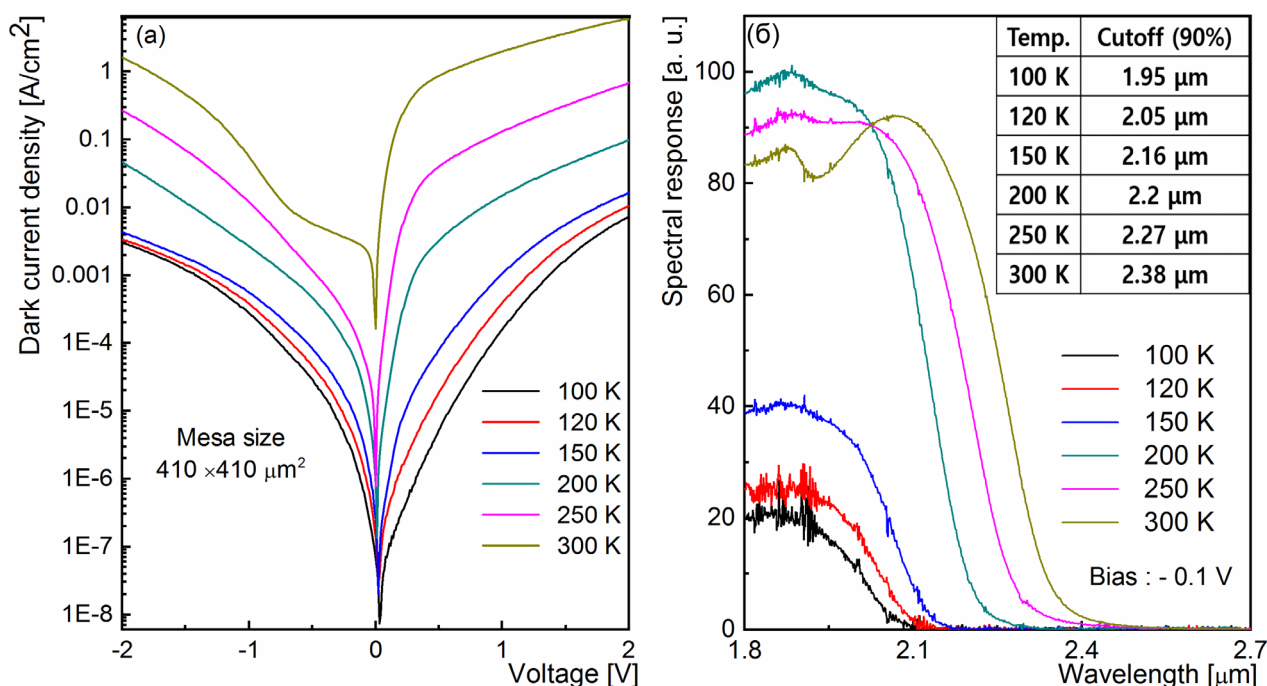 (а)
Dark current density [A/cm²]
1
0.1
0.01
0.001
1E-4
1E-5
1E-6
1E-7
1E-8
Mesa size
410 ×410 μm²
100 K
120 K
150 K
200 K
250 K
300 K
-2
-1
0
1
2
Voltage [V]
(б)
Spectral response [a. u.]
100
80
60
40
20
0
Temp. Cutoff (90%)
100 K 1.95 μm
120 K 2.05 μm
150 K 2.16 μm
200 K 2.2 μm
250 K 2.27 μm
300 K 2.38 μm
100 K
120 K
150 K
200 K
250 K
300 K
Bias : - 0.1 V
1.8
2.1
2.4
2.7
Wavelength [μm]